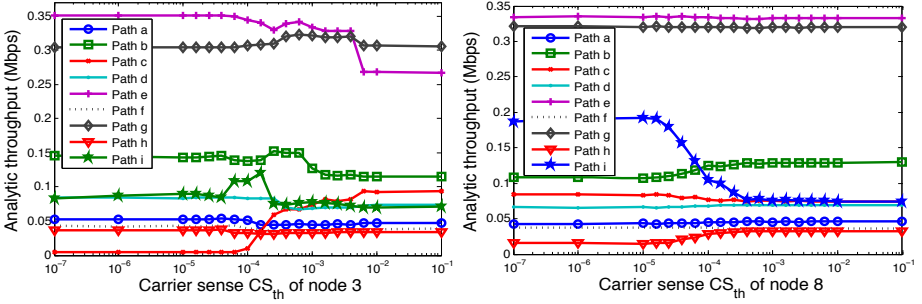 Analytic throughput (Mbps)
0.35
0.3
0.25
0.2
0.15
0.1
0.05
0
Path a
Path b
Path c
Path d
Path e
Path f
Path g
Path h
Path i
10^-7
10^-6
10^-5
10^-4
10^-3
10^-2
10^-1
Carrier sense CS_th of node 3
Analytic throughput (Mbps)
0.35
0.3
0.25
0.2
0.15
0.1
0.05
0
Path a
Path b
Path c
Path d
Path e
Path f
Path g
Path h
Path i
10^-7
10^-6
10^-5
10^-4
10^-3
10^-2
10^-1
Carrier sense CS_th of node 8